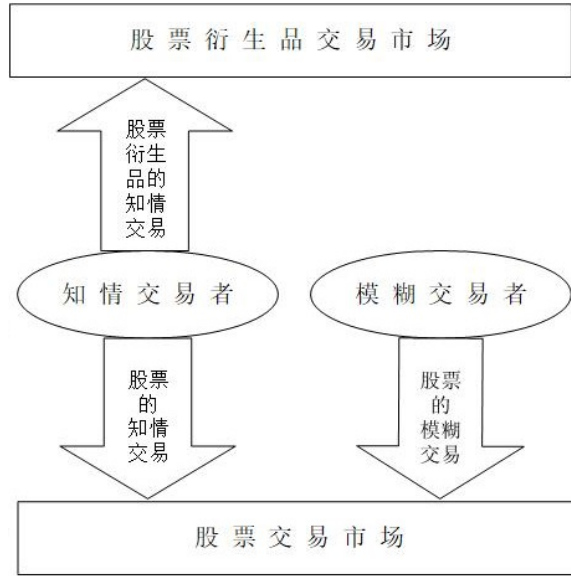 股票衍生品交易市场
股票
衍生
品的
知情
交易
知情交易者
模糊交易者
股票
的
知情
交易
股票
的
模糊
交易
股票交易市场